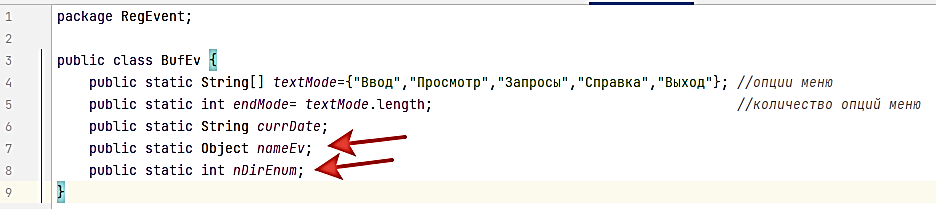 1 package RegEvent;
2
3 public class BufEv {
4 public static String[] textMode={"Ввод","Просмотр","Запросы","Справка","Выход"}; //опции меню
5 public static int endMode= textMode.length; //количество опций меню
6 public static String currDate;
7 public static Object nameEv;
8 public static int nDirEnum;
9 }